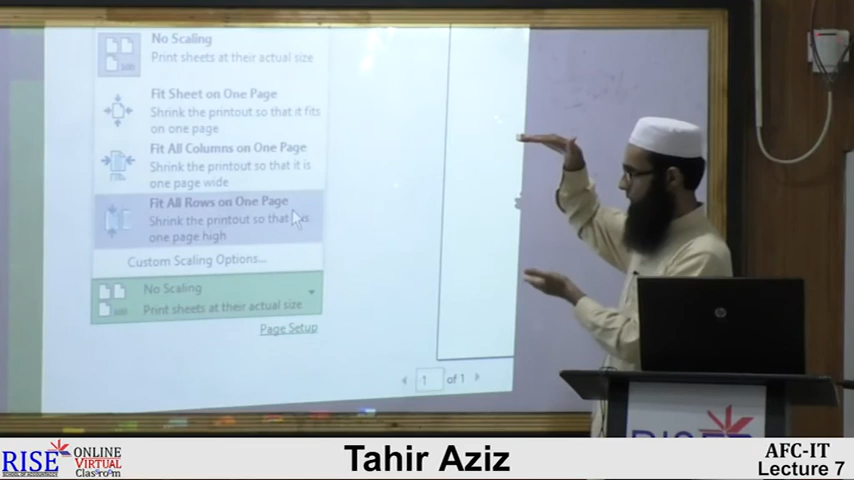 No Scaling
Print sheets at their actual size
Fit Sheet on One Page
Shrink the printout so that it fits
on one page
Fit All Columns on One Page
Shrink the printout so that it is
one page wide
Fit All Rows on One Page
Shrink the printout so that
one page high
Custom Scaling Options...
No Scaling
Print sheets at their actual size
Page Setup
1 of 1
RISE
SCHOOL OF ACCOUNTANCY
ONLINE
VIRTUAL
Classroom
Tahir Aziz
AFC-IT
Lecture 7